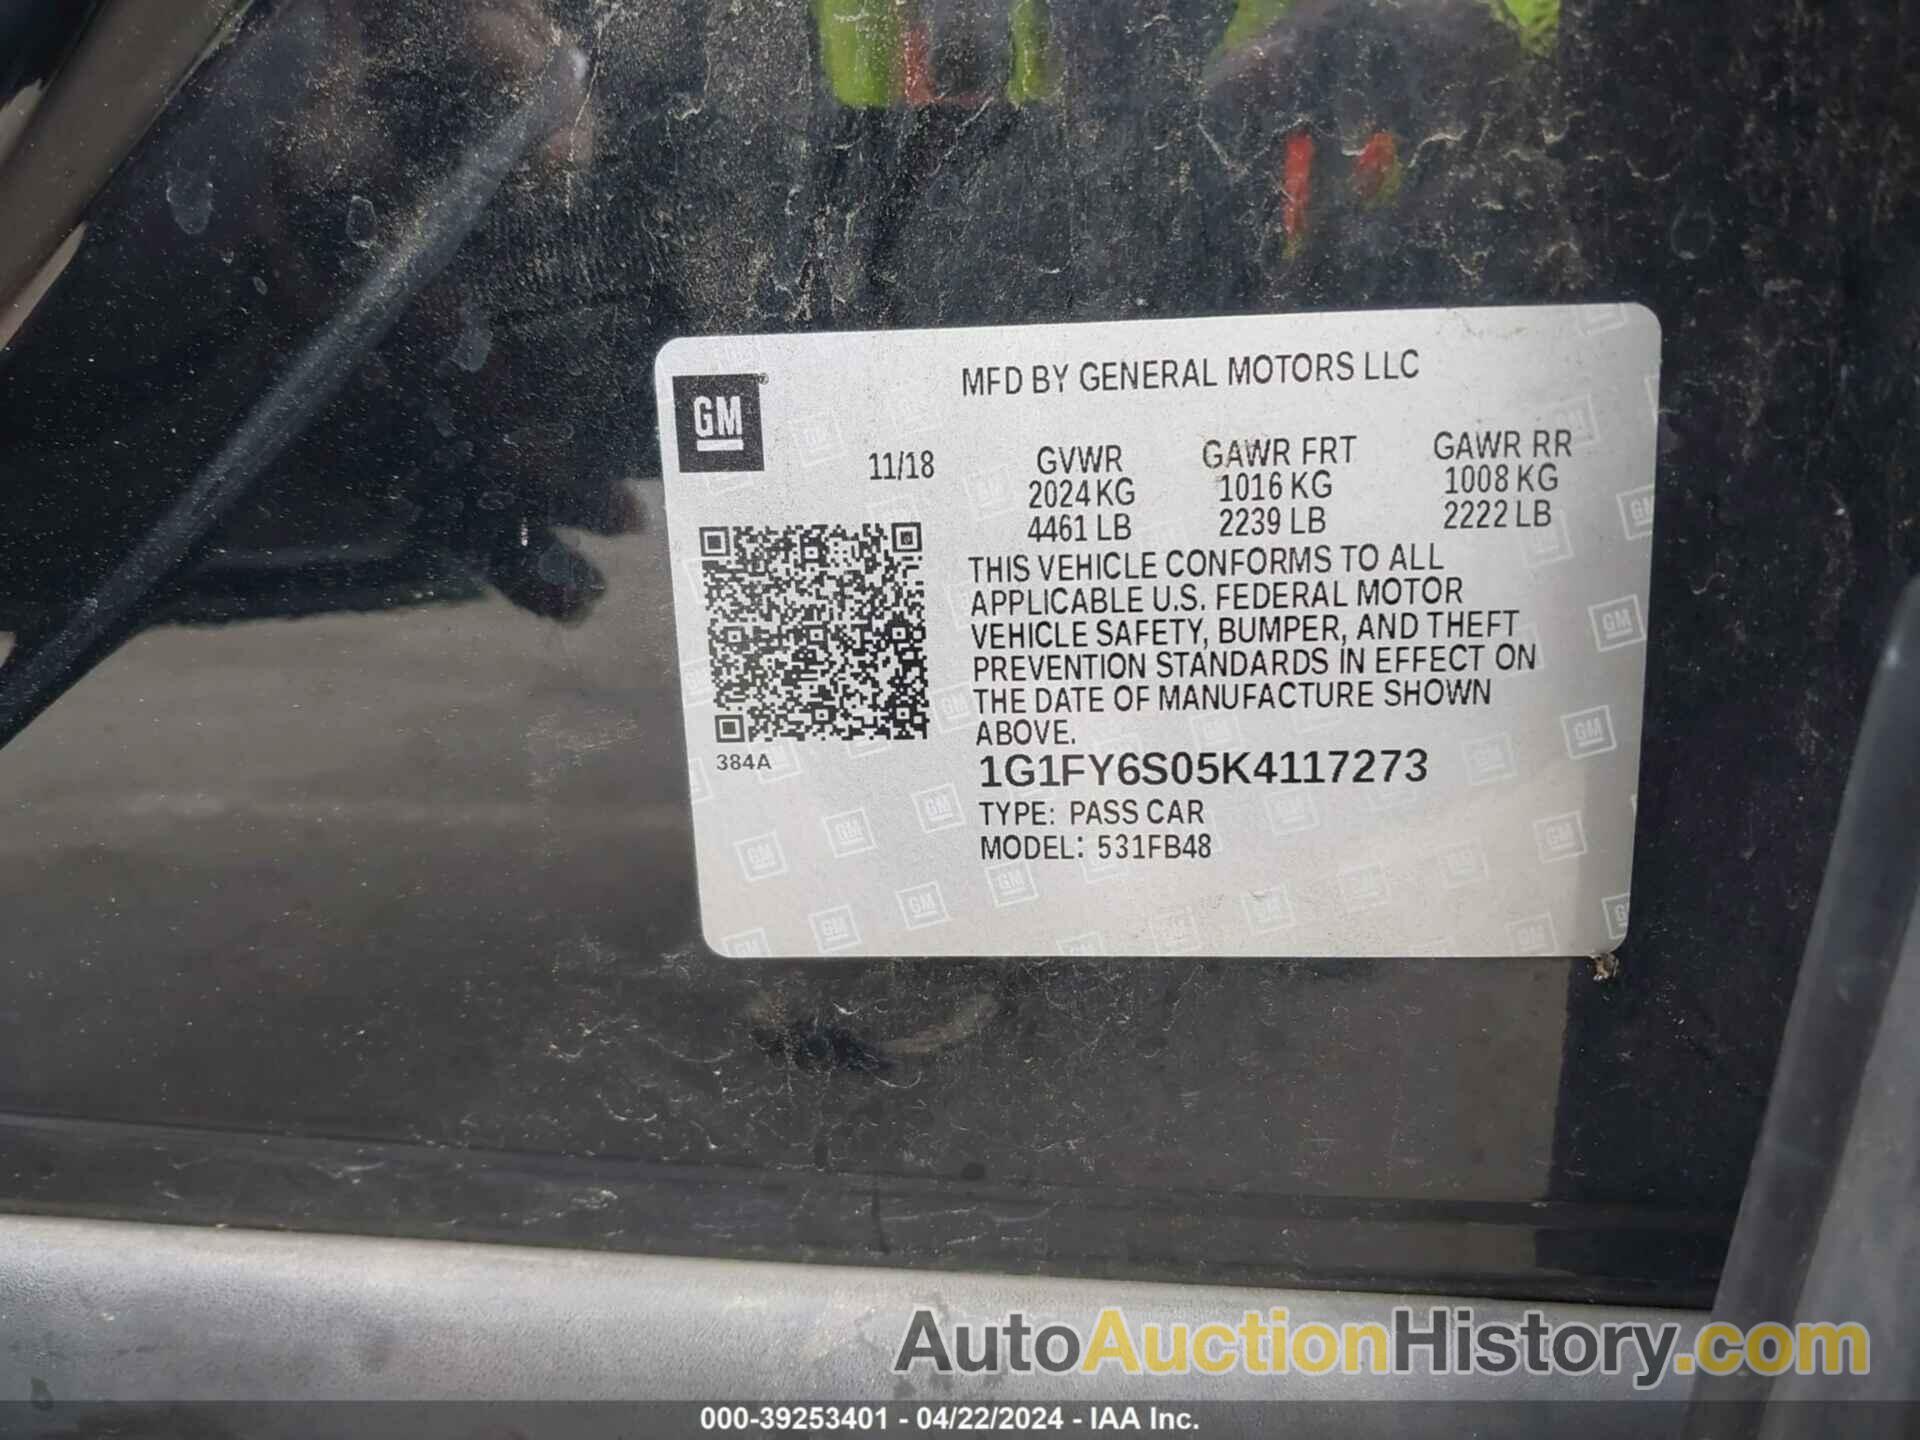 MFD BY GENERAL MOTORS LLC
GM
11/18
GVWR
2024 KG
4461 LB
GAWR FRT
1016 KG
2239 LB
GAWR RR
1008 KG
2222 LB
THIS VEHICLE CONFORMS TO ALL
APPLICABLE U.S. FEDERAL MOTOR
VEHICLE SAFETY, BUMPER, AND THEFT
PREVENTION STANDARDS IN EFFECT ON
THE DATE OF MANUFACTURE SHOWN
ABOVE.
384A
1G1FY6S05K4117273
TYPE: PASS CAR
MODEL: 531FB48
AutoAuctionHistory.com
000-39253401 - 04/22/2024 - IAA Inc.